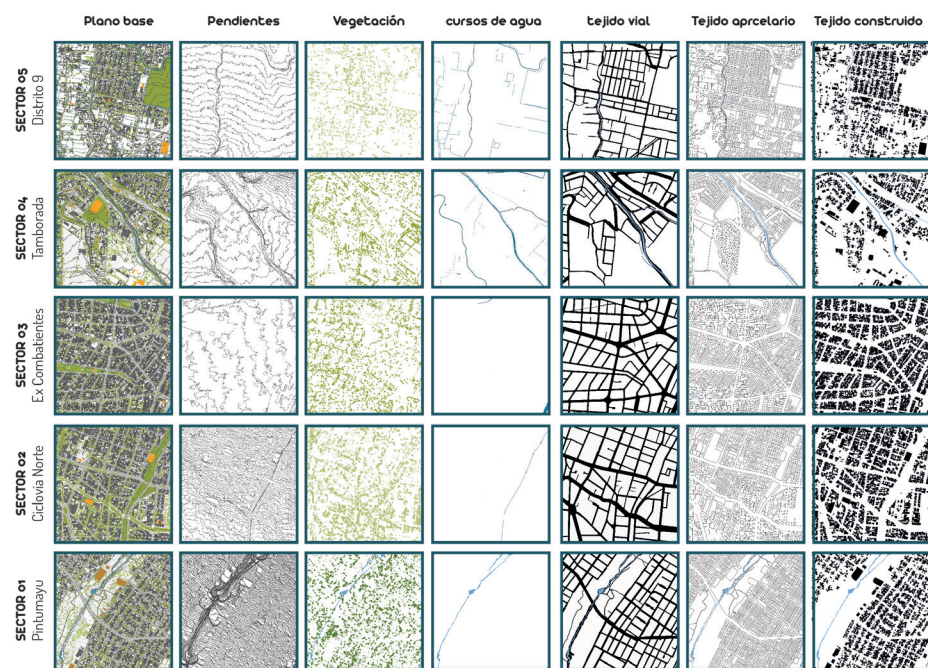 Plano base Pendientes Vegetación cursos de agua tejido vial Tejido aprcelario Tejido construido
SECTOR 05
Distrito 9
SECTOR 04
Tamborada
SECTOR 03
Ex Combatientes
SECTOR 02
Ciclovía Norte
SECTOR 01
Pintumayu